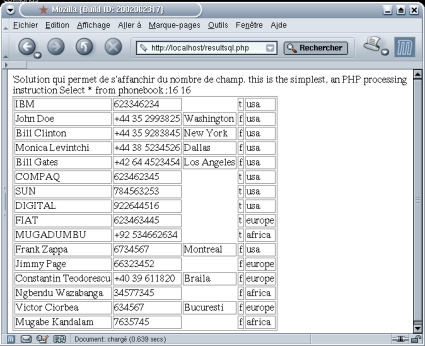 Mozilla {Build ID: 2002062317}
Fichier Edition Affichage Aller à Marque-pages Outils Fenêtre Aide
http://localhost/resultsql.php Rechercher
'Solution qui permet de s'affanchir du nombre de champ. this is the simplest, an PHP processing
instruction Select * from phonebook ;16 16
IBM 623346234 t usa
John Doe +44 35 2993825 Washington f usa
Bill Clinton +44 35 9283845 New York f usa
Monica Levintchi +44 38 5234526 Dallas f usa
Bill Gates +42 64 4523454 Los Angeles f usa
COMPAQ 623462345 t usa
SUN 784563253 t usa
DIGITAL 922644516 t usa
FIAT 623463445 t europe
MUGADUMBU +92 534662634 t africa
Frank Zappa 6734567 Montreal f usa
Jimmy Page 66323452 f europe
Constantin Teodorescu +40 39 611820 Braila f europe
Ngbendu Wazabanga 34577345 f africa
Victor Ciorbea 634567 Bucuresti f europe
Mugabe Kandalam 7635745 f africa
Document: chargé (0.639 secs)